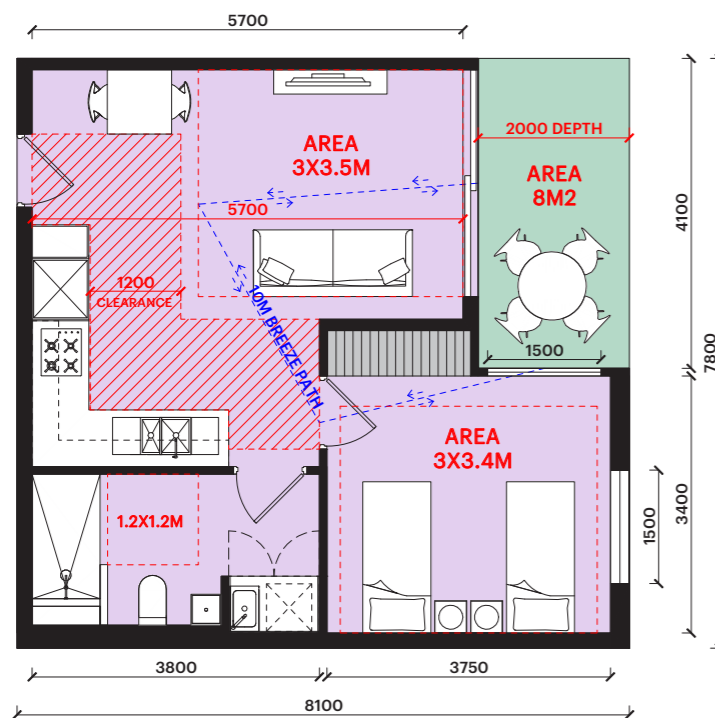 5700
2000 DEPTH
AREA
3X3.5M
AREA
8M2
5700
4100
1200
CLEARANCE
10M BREEZE PATH
1500
7800
AREA
3X3.4M
1.2X1.2M
1500
3400
3800
3750
8100